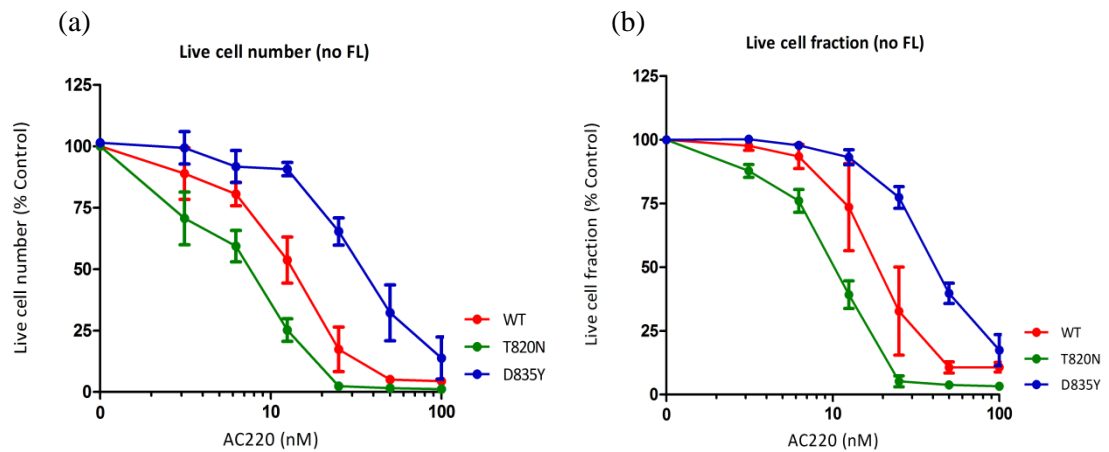 (a)
Live cell number (no FL)
Live cell number (% Control)
125
100
75
50
25
0
0
10
100
AC220 (nM)
WT
T820N
D835Y
(b)
Live cell fraction (no FL)
Live cell fraction (% Control)
125
100
75
50
25
0
0
10
100
AC220 (nM)
WT
T820N
D835Y